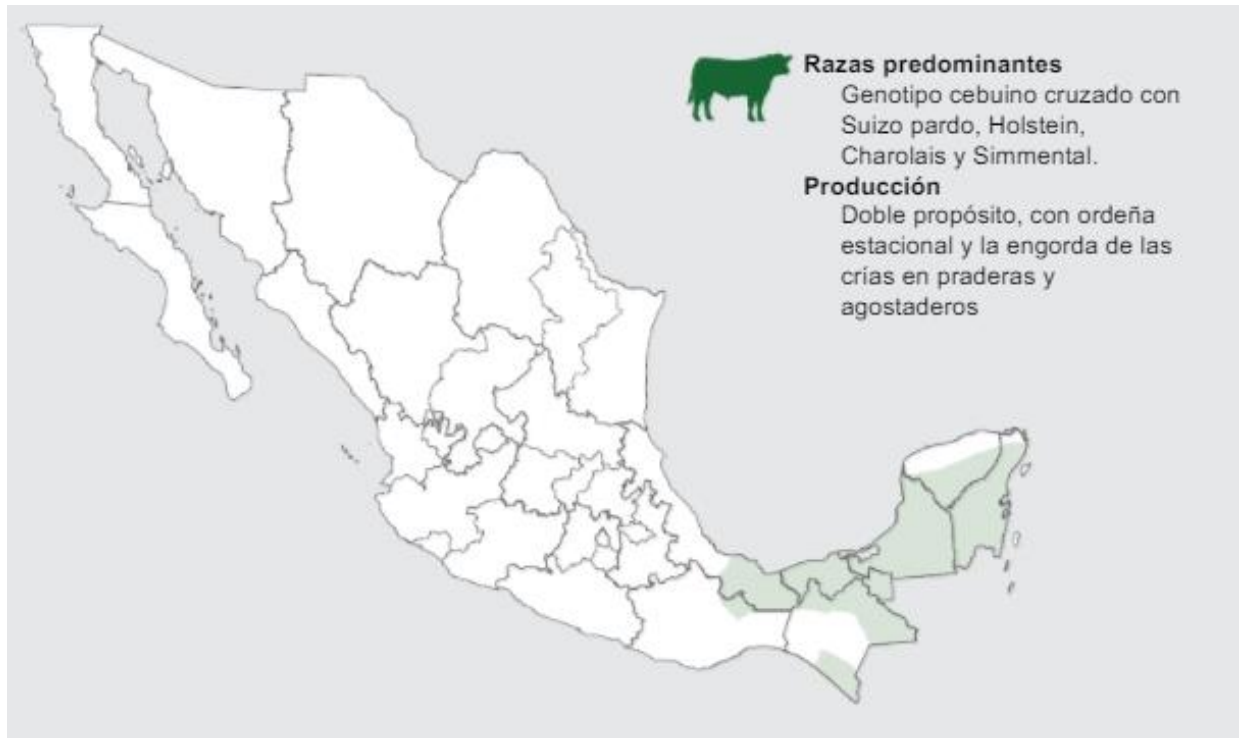 Razas predominantes
Genotipo cebuino cruzado con
Suizo pardo, Holstein,
Charolais y Simmental.
Producción
Doble propósito, con ordeña
estacional y la engorda de las
crías en praderas y
agostaderos